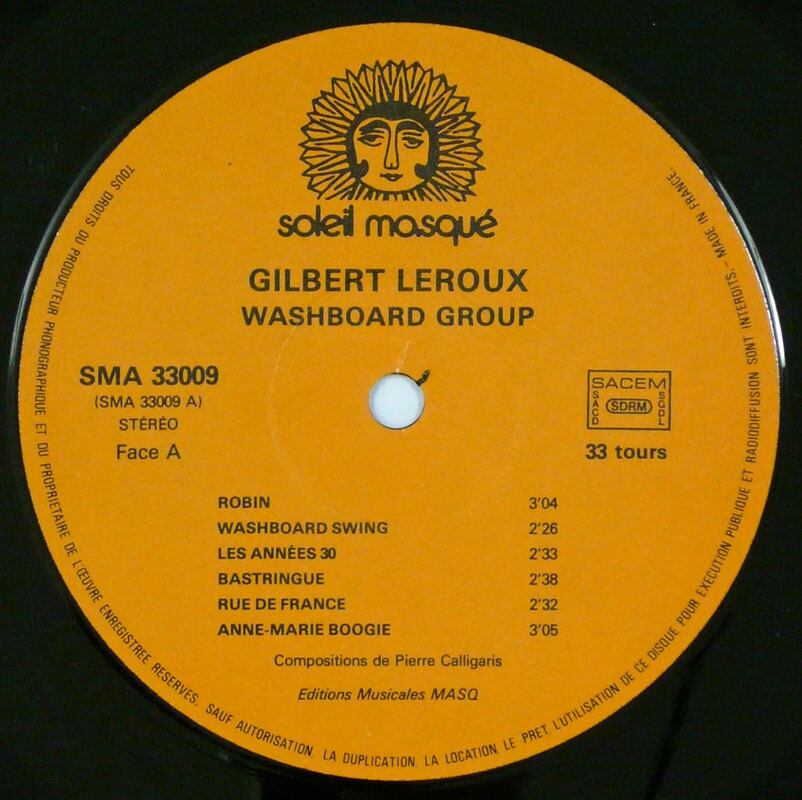 soleil masqué
GILBERT LEROUX
WASHBOARD GROUP
SMA 33009
(SMA 33009 A)
STÉRÉO
Face A
SACEM
SACD
SDRM
SGDL
33 tours
ROBIN 3'04
WASHBOARD SWING 2'26
LES ANNÉES 30 2'33
BASTRINGUE 2'38
RUE DE FRANCE 2'32
ANNE-MARIE BOOGIE 3'05
Compositions de Pierre Calligaris
Editions Musicales MASQ
TOUS DROITS DU PRODUCTEUR PHONOGRAPHIQUE ET DU PROPRIETAIRE DE L'ŒUVRE ENREGISTREE RESERVES. SAUF AUTORISATION, LA DUPLICATION, LA LOCATION, LE PRET, L'UTILISATION DE CE DISQUE POUR EXECUTION PUBLIQUE ET RADIODIFFUSION SONT INTERDITS. – MADE IN FRANCE.